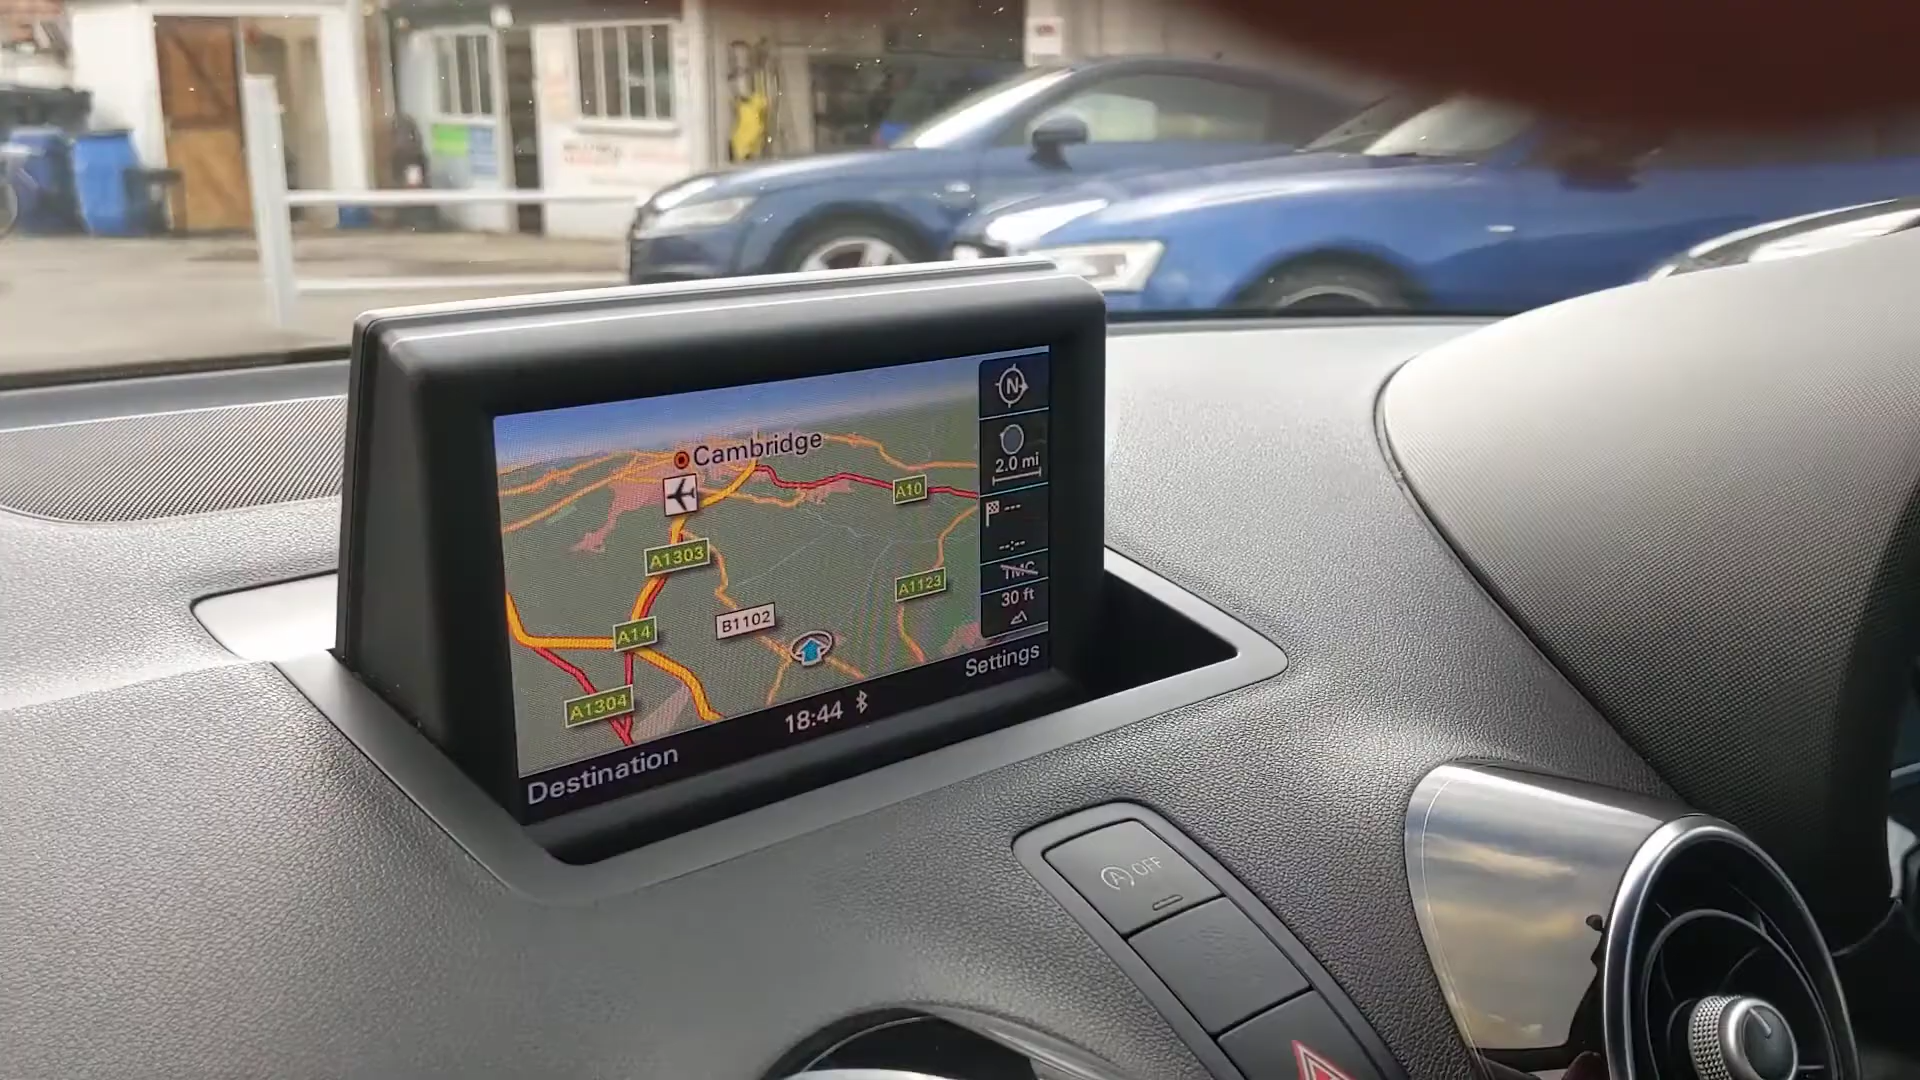 N
Cambridge
2.0 mi
A10
---
--:--
A1303
TMC
A1123
30 ft
B1102
A14
Settings
A1304
18:44
Destination
A OFF